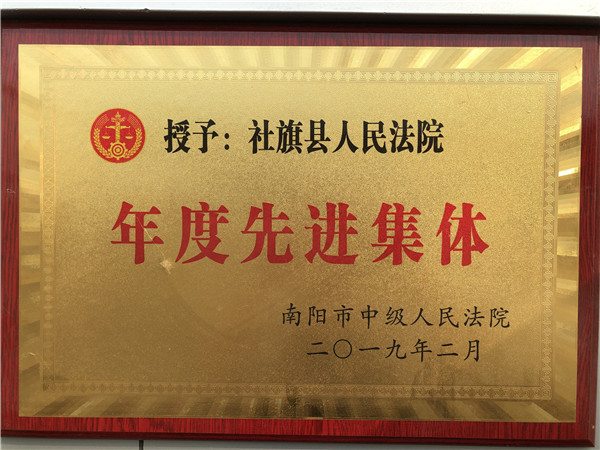 授予：社旗县人民法院
年度先进集体
南阳市中级人民法院
二〇一九年二月